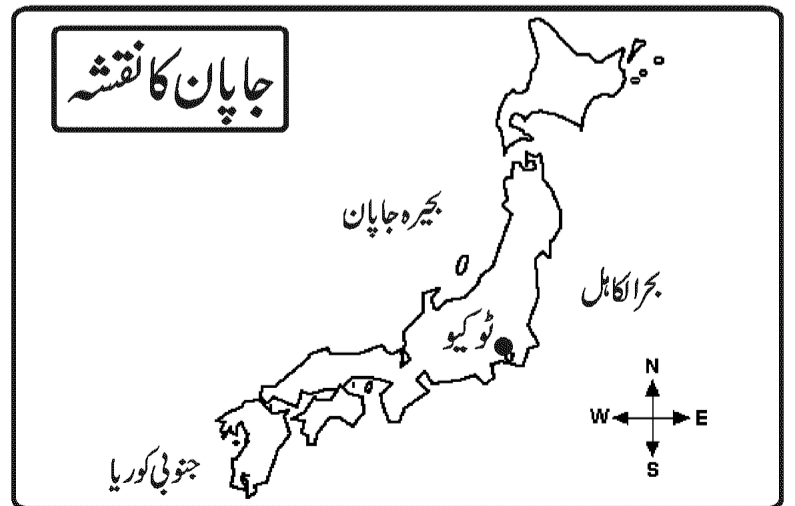 جاپان کا نقشہ
بحیرہ جاپان
بحرالکاہل
ٹوکیو
N
W E
S
جنوبی کوریا